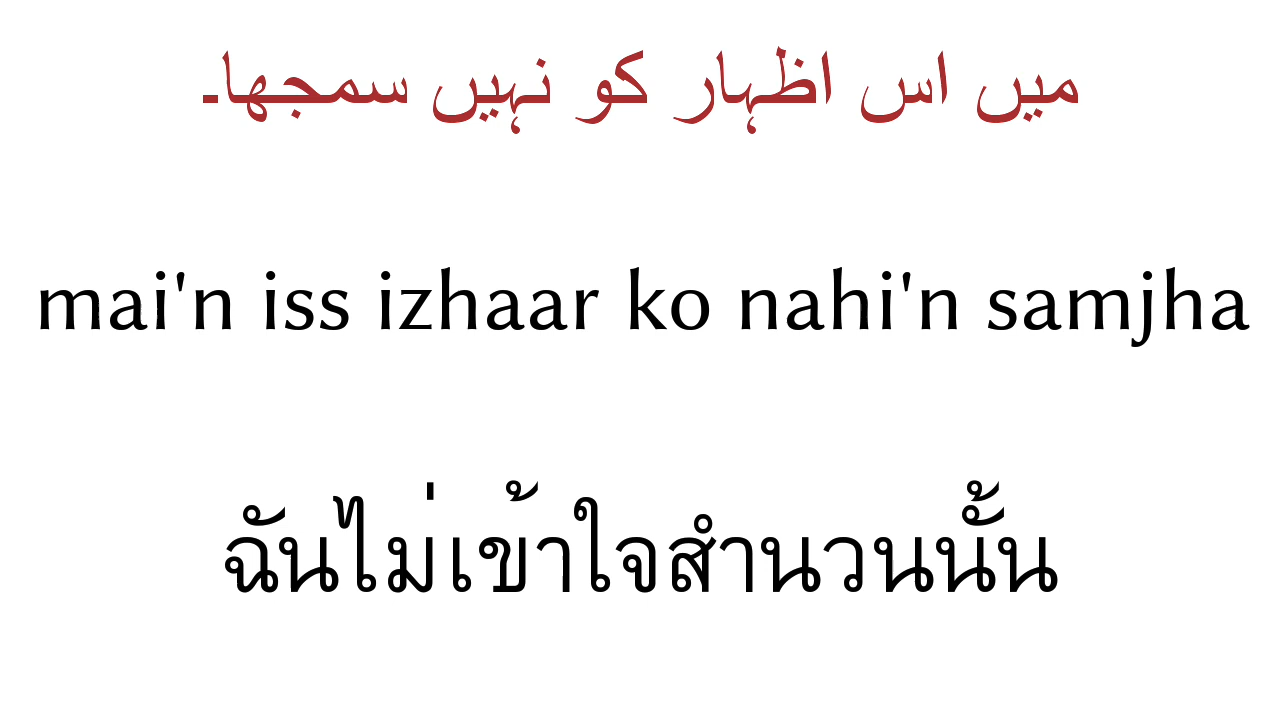 میں اس اظہار کو نہیں سمجھا۔
mai'n iss izhaar ko nahi'n samjha
ฉันไม่เข้าใจสำนวนนั้น